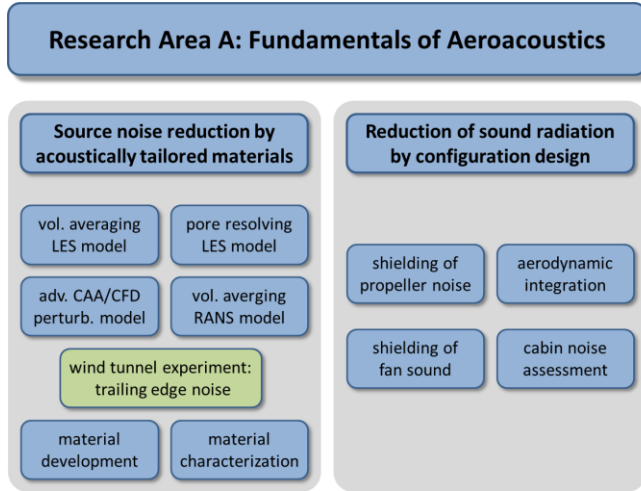 Research Area A: Fundamentals of Aeroacoustics
Source noise reduction by
acoustically tailored materials
vol. averaging
LES model
pore resolving
LES model
adv. CAA/CFD
perturb. model
vol. averging
RANS model
wind tunnel experiment:
trailing edge noise
material
development
material
characterization
Reduction of sound radiation
by configuration design
shielding of
propeller noise
aerodynamic
integration
shielding of
fan sound
cabin noise
assessment